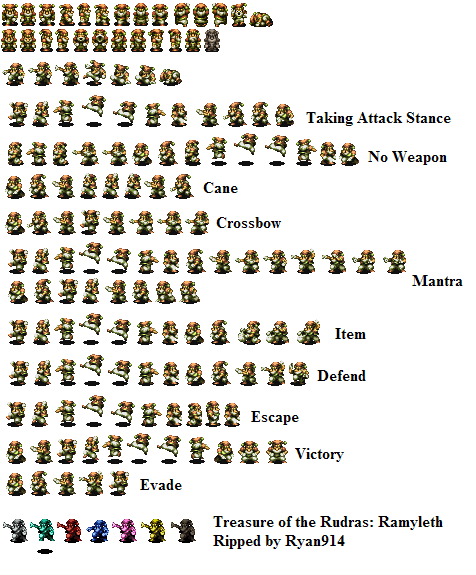 Taking Attack Stance
No Weapon
Cane
Crossbow
Mantra
Item
Defend
Escape
Victory
Evade
Treasure of the Rudras: Ramyleth
Ripped by Ryan914